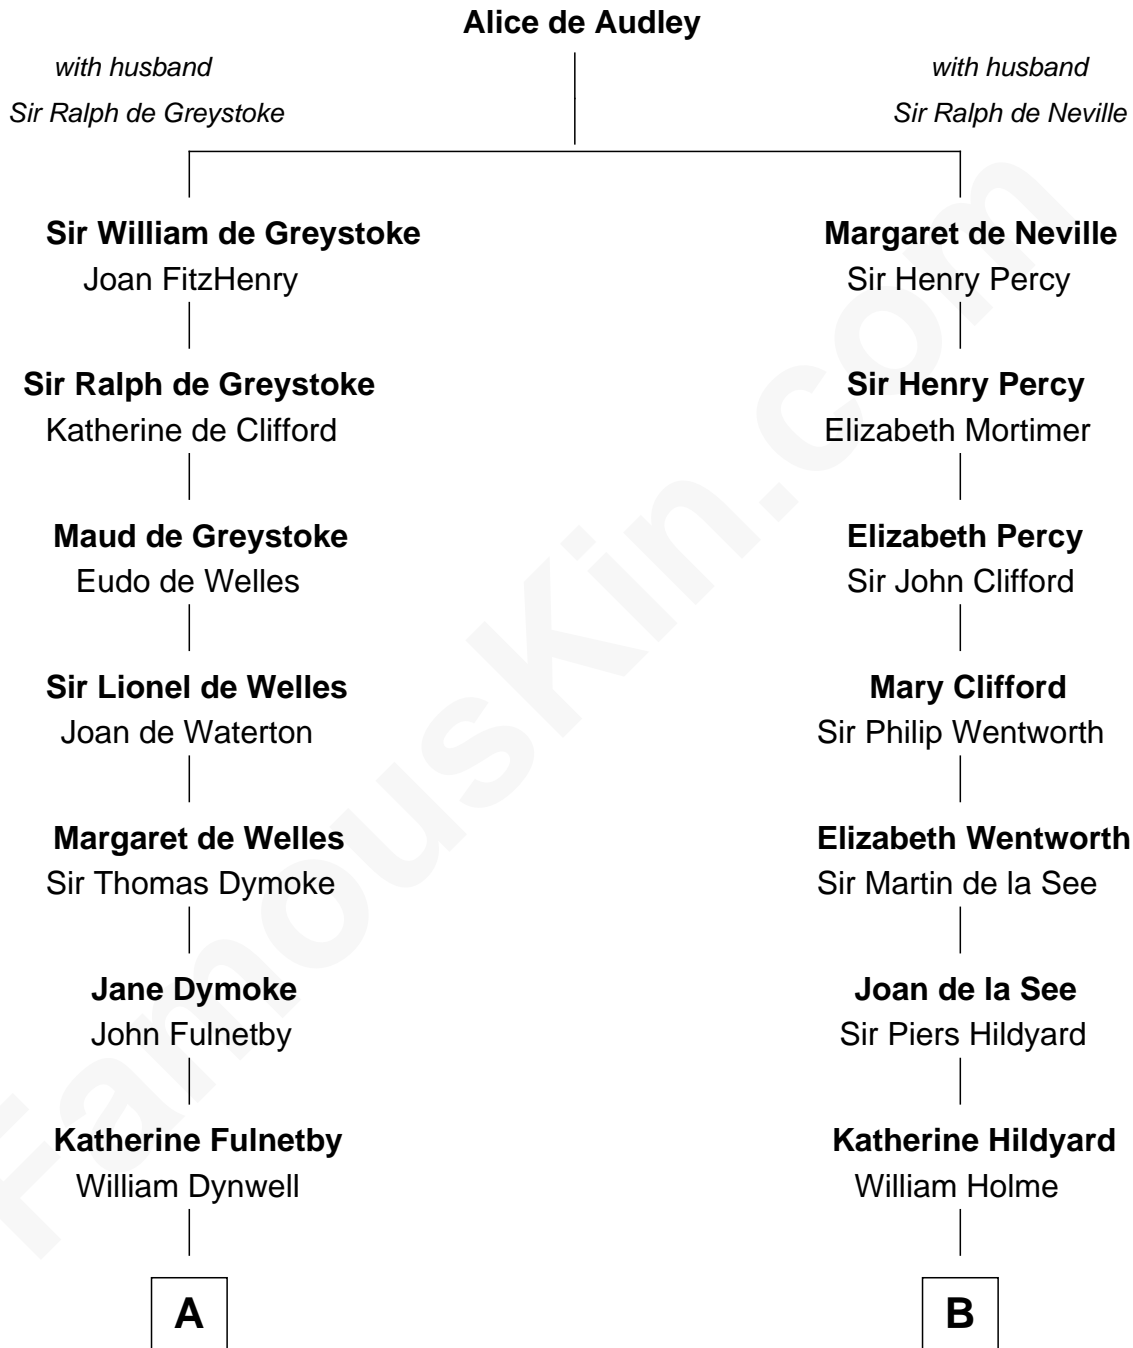 Alice de Audley
with husband
Sir Ralph de Greystoke
with husband
Sir Ralph de Neville
Sir William de Greystoke
Joan FitzHenry
Margaret de Neville
Sir Henry Percy
Sir Ralph de Greystoke
Katherine de Clifford
Sir Henry Percy
Elizabeth Mortimer
Maud de Greystoke
Eudo de Welles
Elizabeth Percy
Sir John Clifford
Sir Lionel de Welles
Joan de Waterton
Mary Clifford
Sir Philip Wentworth
Margaret de Welles
Sir Thomas Dymoke
Elizabeth Wentworth
Sir Martin de la See
Jane Dymoke
John Fulnetby
Joan de la See
Sir Piers Hildyard
Katherine Fulnetby
William Dynwell
Katherine Hildyard
William Holme
A
B
FamousKin.com